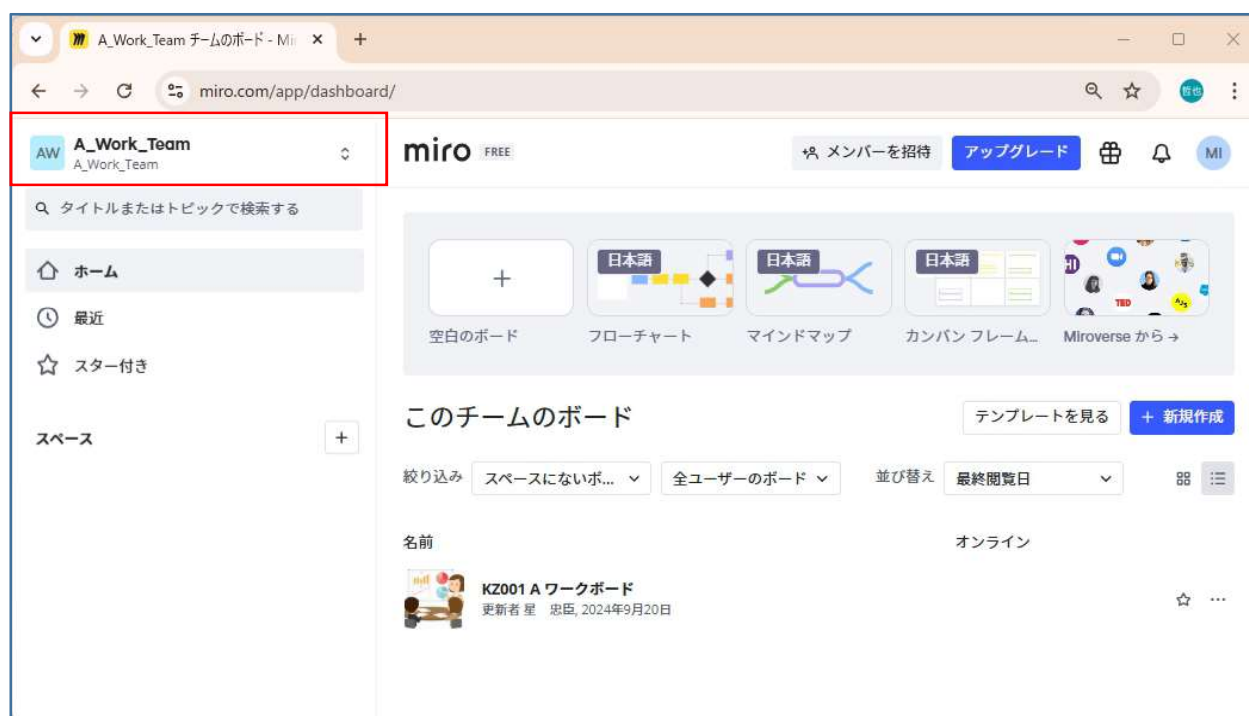 A_Work_Team チームのボード - Mi
miro.com/app/dashboard/
哲也
AW
A_Work_Team
A_Work_Team
miro FREE
メンバーを招待
アップグレード
MI
タイトルまたはトピックで検索する
ホーム
最近
スター付き
スペース
日本語
日本語
日本語
TED
空白のボード
フローチャート
マインドマップ
カンバン フレーム...
Miroverse から →
このチームのボード
テンプレートを見る
+ 新規作成
絞り込み
スペースにないボ...
全ユーザーのボード
並び替え
最終閲覧日
名前
オンライン
KZ001 A ワークボード
更新者 星　忠臣, 2024年9月20日